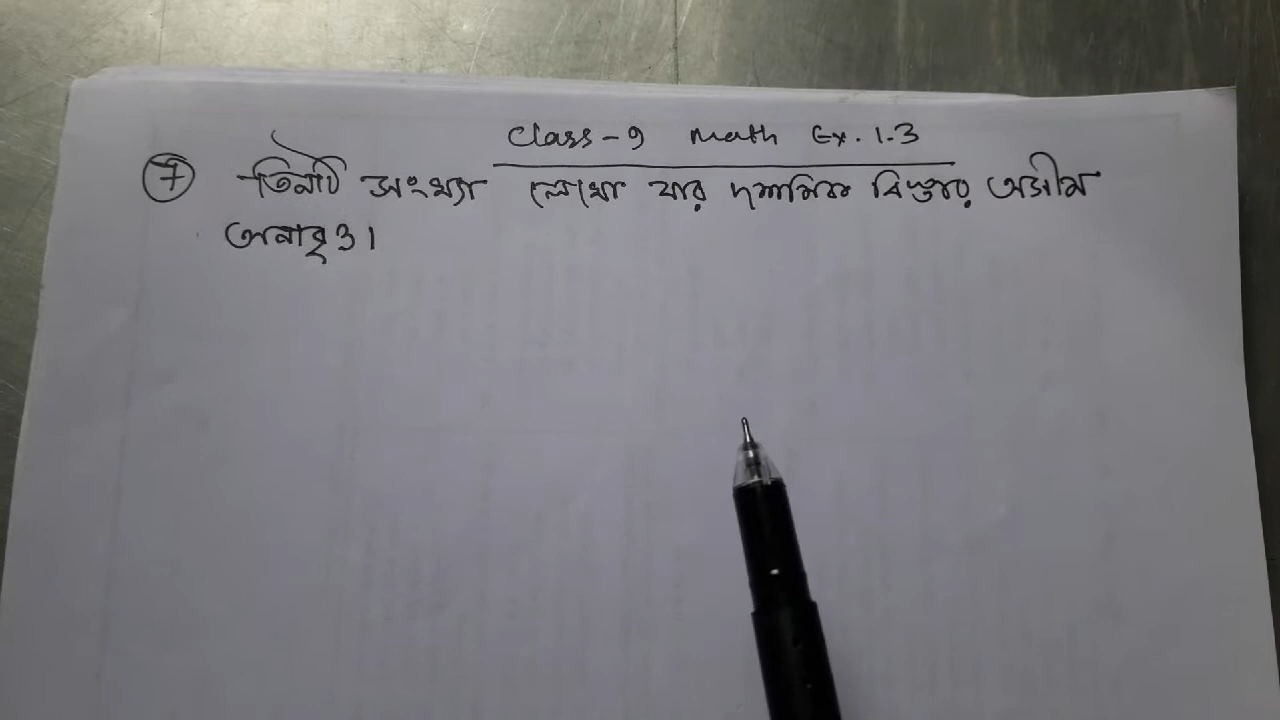 Class-9 Math Ex. 1.3
7 তিনটি সংখ্যা লেখো যার দশমিক বিস্তার অসীম
অনাবৃত।